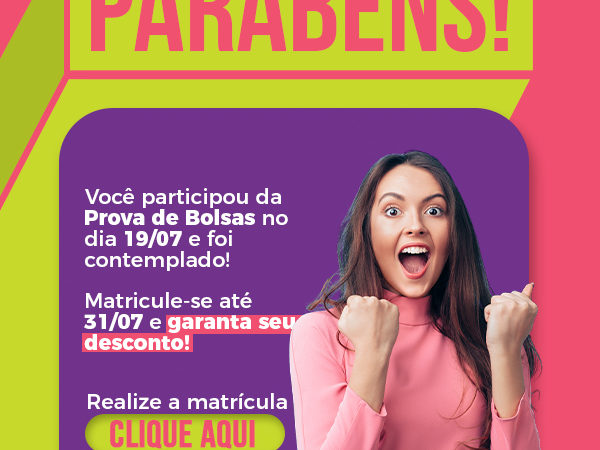 PARABÉNS!
Você participou da
Prova de Bolsas no
dia 19/07 e foi
contemplado!
Matricule-se até
31/07 e garanta seu
desconto!
Realize a matrícula
CLIQUE AQUI